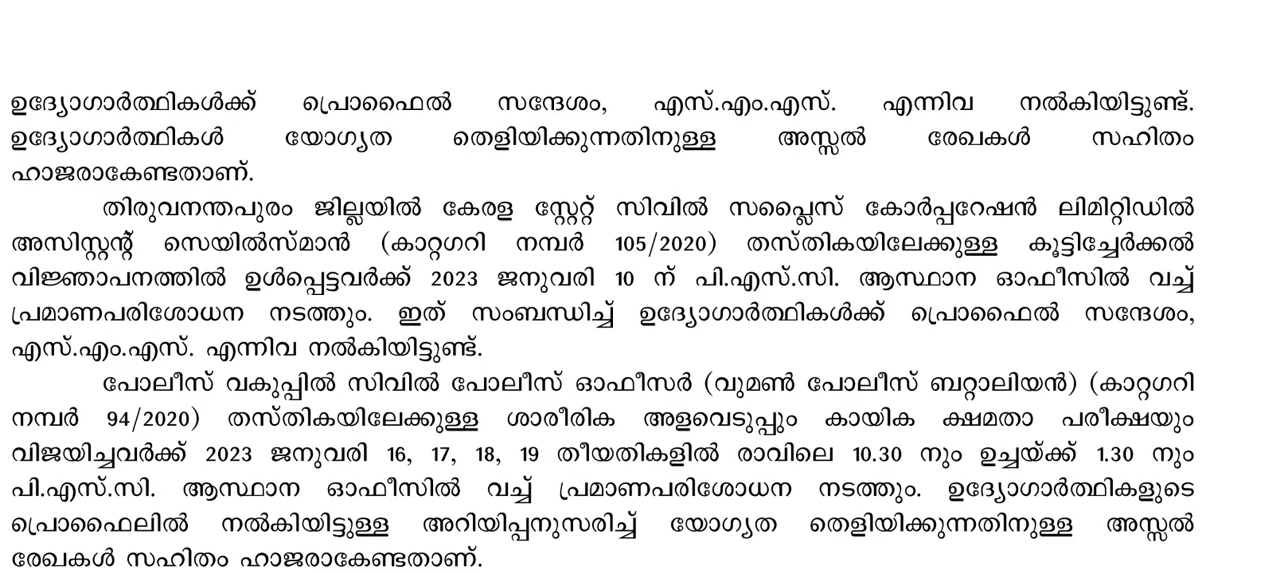 ഉദ്യോഗാർത്ഥികൾക്ക് പ്രൊഫൈൽ സന്ദേശം, എസ്.എം.എസ്. എന്നിവ നൽകിയിട്ടുണ്ട്.
ഉദ്യോഗാർത്ഥികൾ യോഗ്യത തെളിയിക്കുന്നതിനുള്ള അസ്സൽ രേഖകൾ സഹിതം
ഹാജരാകേണ്ടതാണ്.
തിരുവനന്തപുരം ജില്ലയിൽ കേരള സ്റ്റേറ്റ് സിവിൽ സപ്ലൈസ് കോർപ്പറേഷൻ ലിമിറ്റിഡിൽ
അസിസ്റ്റന്റ് സെയിൽസ്മാൻ (കാറ്റഗറി നമ്പർ 105/2020) തസ്തികയിലേക്കുള്ള കൂട്ടിച്ചേർക്കൽ
വിജ്ഞാപനത്തിൽ ഉൾപ്പെട്ടവർക്ക് 2023 ജനുവരി 10 ന് പി.എസ്.സി. ആസ്ഥാന ഓഫീസിൽ വച്ച്
പ്രമാണപരിശോധന നടത്തും. ഇത് സംബന്ധിച്ച് ഉദ്യോഗാർത്ഥികൾക്ക് പ്രൊഫൈൽ സന്ദേശം,
എസ്.എം.എസ്. എന്നിവ നൽകിയിട്ടുണ്ട്.
പോലീസ് വകുപ്പിൽ സിവിൽ പോലീസ് ഓഫീസർ (വുമൺ പോലീസ് ബറ്റാലിയൻ) (കാറ്റഗറി
നമ്പർ 94/2020) തസ്തികയിലേക്കുള്ള ശാരീരിക അളവെടുപ്പും കായിക ക്ഷമതാ പരീക്ഷയും
വിജയിച്ചവർക്ക് 2023 ജനുവരി 16, 17, 18, 19 തീയതികളിൽ രാവിലെ 10.30 നും ഉച്ചയ്ക്ക് 1.30 നും
പി.എസ്.സി. ആസ്ഥാന ഓഫീസിൽ വച്ച് പ്രമാണപരിശോധന നടത്തും. ഉദ്യോഗാർത്ഥികളുടെ
പ്രൊഫൈലിൽ നൽകിയിട്ടുള്ള അറിയിപ്പനുസരിച്ച് യോഗ്യത തെളിയിക്കുന്നതിനുള്ള അസ്സൽ
രേഖകൾ സഹിതം ഹാജരാകേണ്ടതാണ്.